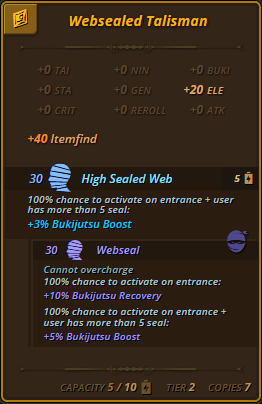 Websealed Talisman
+0 TAI +0 NIN +0 BUKI
+0 STA +0 GEN +20 ELE
+0 CRIT +0 REROLL +0 ATK
+40 Itemfind
30 High Sealed Web 5
100% chance to activate on entrance + user
has more than 5 seal:
+3% Bukijutsu Boost
30 Webseal
Cannot overcharge
100% chance to activate on entrance:
+10% Bukijutsu Recovery
100% chance to activate on entrance +
user has more than 5 seal:
+5% Bukijutsu Boost
CAPACITY 5 / 10 TIER 2 COPIES 7